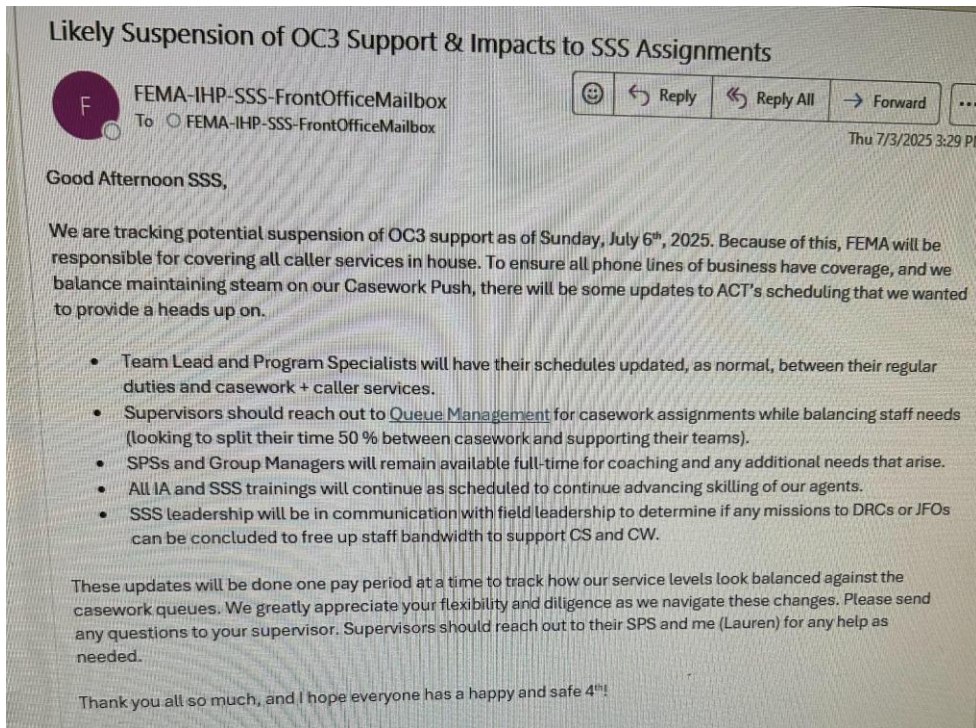 Likely Suspension of OC3 Support & Impacts to SSS Assignments
F
FEMA-IHP-SSS-FrontOfficeMailbox
To FEMA-IHP-SSS-FrontOfficeMailbox
Reply
Reply All
Forward
Thu 7/3/2025 3:29
Good Afternoon SSS,
We are tracking potential suspension of OC3 support as of Sunday, July 6th, 2025. Because of this, FEMA will be
responsible for covering all caller services in house. To ensure all phone lines of business have coverage, and we
balance maintaining steam on our Casework Push, there will be some updates to ACT's scheduling that we wanted
to provide a heads up on.
• Team Lead and Program Specialists will have their schedules updated, as normal, between their regular
duties and casework + caller services.
• Supervisors should reach out to Queue Management for casework assignments while balancing staff needs
(looking to split their time 50 % between casework and supporting their teams).
• SPSs and Group Managers will remain available full-time for coaching and any additional needs that arise.
• All IA and SSS trainings will continue as scheduled to continue advancing skilling of our agents.
• SSS leadership will be in communication with field leadership to determine if any missions to DRCs or JFOs
can be concluded to free up staff bandwidth to support CS and CW.
These updates will be done one pay period at a time to track how our service levels look balanced against the
casework queues. We greatly appreciate your flexibility and diligence as we navigate these changes. Please send
any questions to your supervisor. Supervisors should reach out to their SPS and me (Lauren) for any help as
needed.
Thank you all so much, and I hope everyone has a happy and safe 4th!